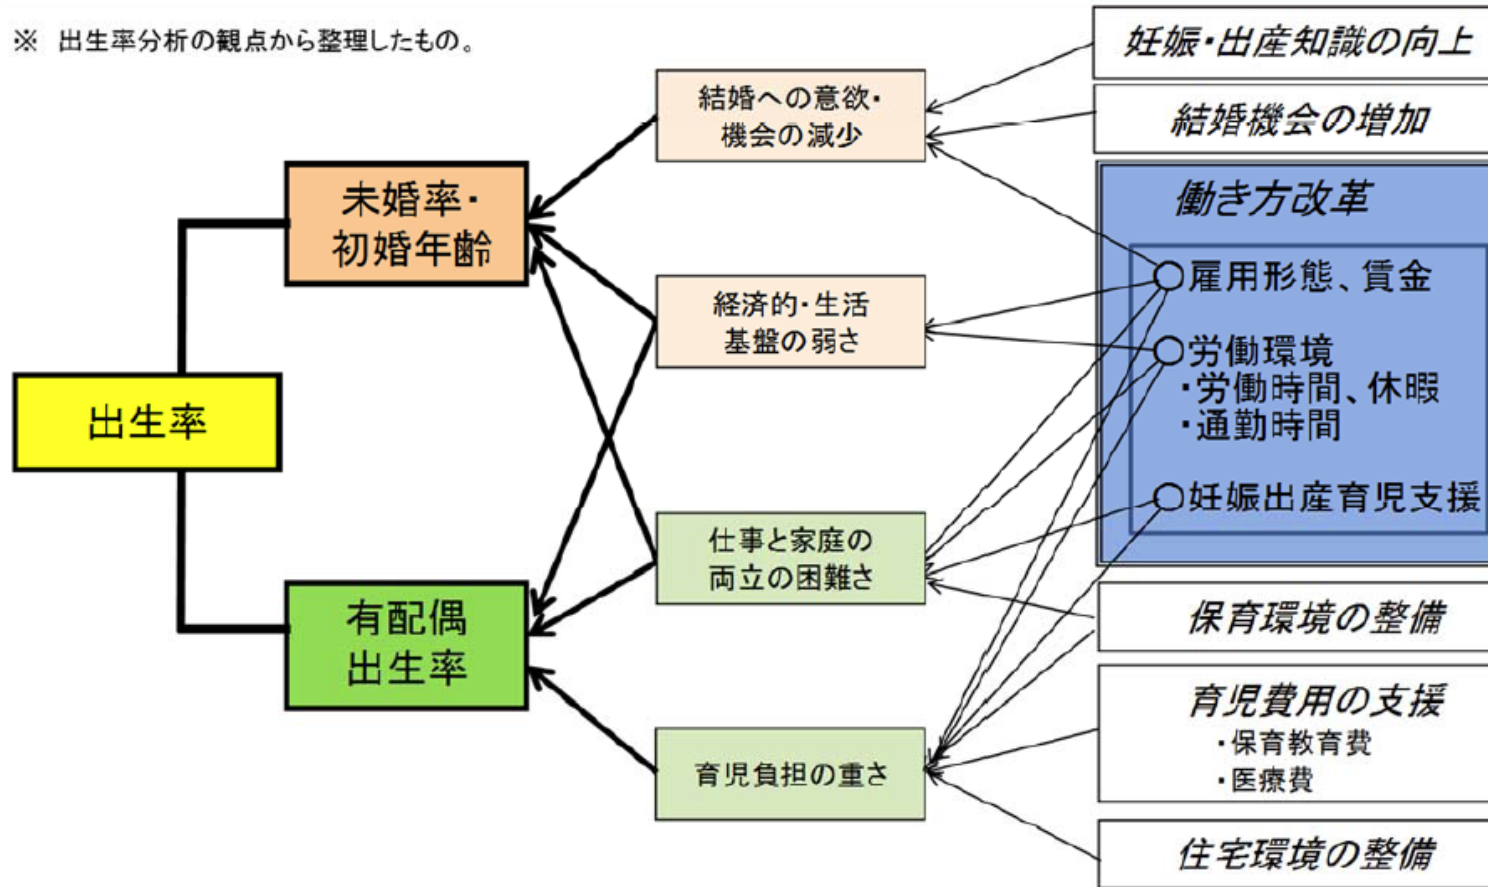 ※ 出生率分析の観点から整理したもの。
出生率
未婚率・
初婚年齢
有配偶
出生率
結婚への意欲・
機会の減少
経済的・生活
基盤の弱さ
仕事と家庭の
両立の困難さ
育児負担の重さ
妊娠・出産知識の向上
結婚機会の増加
働き方改革
○雇用形態、賃金
○労働環境
・労働時間、休暇
・通勤時間
○妊娠出産育児支援
保育環境の整備
育児費用の支援
・保育教育費
・医療費
住宅環境の整備